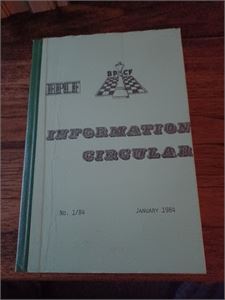 BPCF
BPCF
INFORMATION
CIRCULAR
No. 1/84 JANUARY 1984